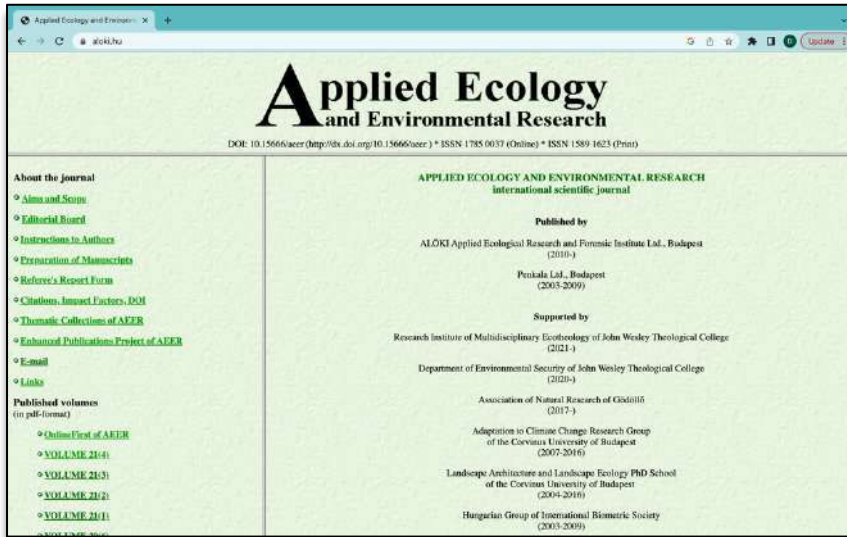 Applied Ecology and Environm
aloki.hu
Update
Applied Ecology
and Environmental Research
DOI: 10.15666/aeer (http://dx.doi.org/10.15666/aeer ) * ISSN 1785 0037 (Online) * ISSN 1589 1623 (Print)
About the journal
Aims and Scope
Editorial Board
Instructions to Authors
Preparation of Manuscripts
Referee's Report Form
Citations, Impact Factors, DOI
Thematic Collections of AEER
Enhanced Publications Project of AEER
E-mail
Links
Published volumes
(in pdf-format)
OnlineFirst of AEER
VOLUME 21(4)
VOLUME 21(3)
VOLUME 21(2)
VOLUME 21(1)
APPLIED ECOLOGY AND ENVIRONMENTAL RESEARCH
international scientific journal
Published by
ALÖKI Applied Ecological Research and Forensic Institute Ltd., Budapest
(2010-)
Penkala Ltd., Budapest
(2003-2009)
Supported by
Research Institute of Multidisciplinary Ecotheology of John Wesley Theological College
(2021-)
Department of Environmental Security of John Wesley Theological College
(2020-)
Association of Natural Research of Gödöllő
(2017-)
Adaptation to Climate Change Research Group
of the Corvinus University of Budapest
(2007-2016)
Landscape Architecture and Landscape Ecology PhD School
of the Corvinus University of Budapest
(2004-2016)
Hungarian Group of International Biometric Society
(2003-2009)